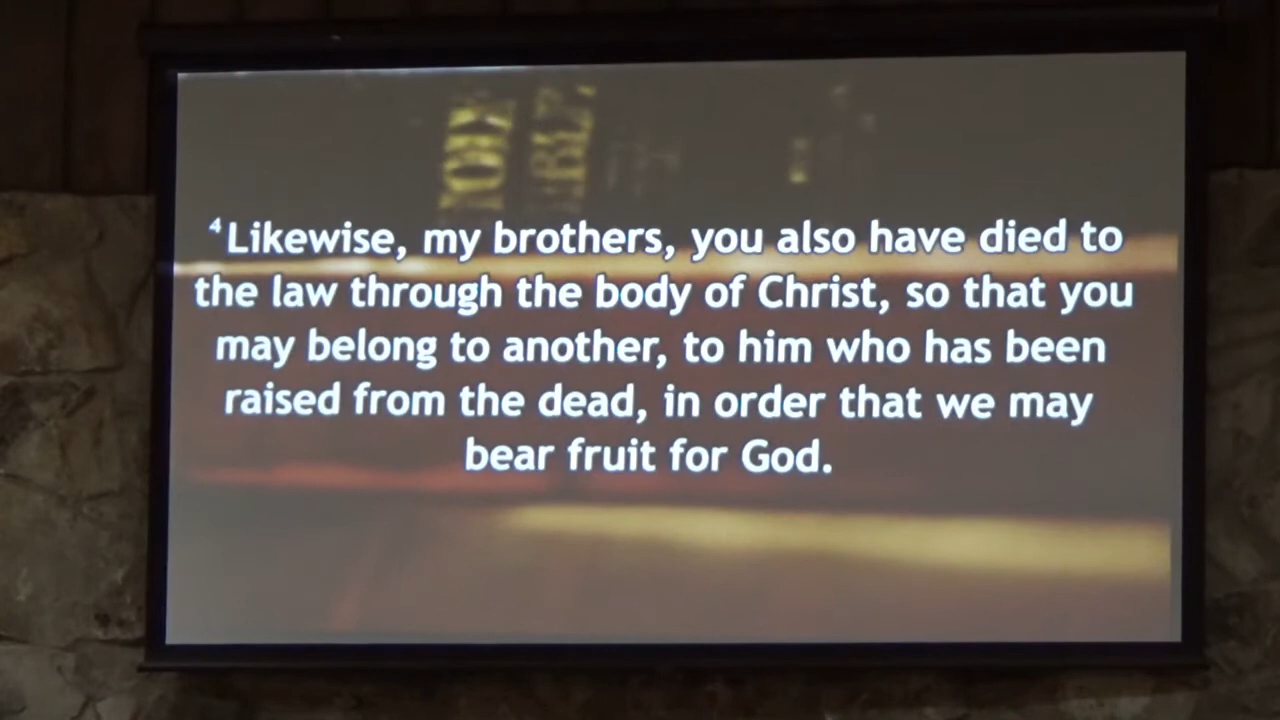 ⁴Likewise, my brothers, you also have died to
the law through the body of Christ, so that you
may belong to another, to him who has been
raised from the dead, in order that we may
bear fruit for God.